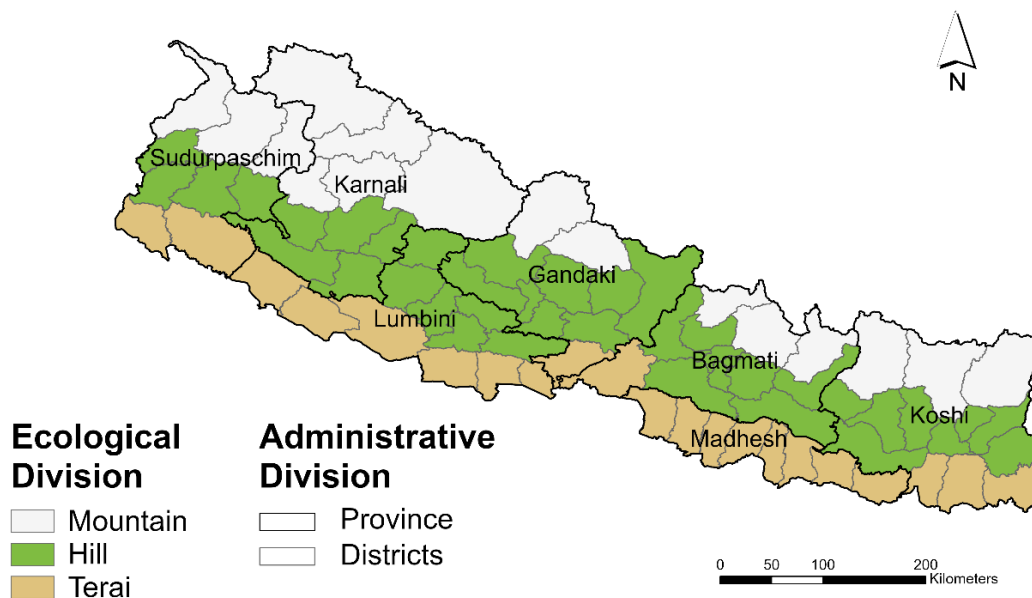 N
Sudurpaschim
Karnali
Gandaki
Lumbini
Bagmati
Koshi
Madhesh
Ecological
Division
Mountain
Hill
Terai
Administrative
Division
Province
Districts
0 50 100 200
Kilometers